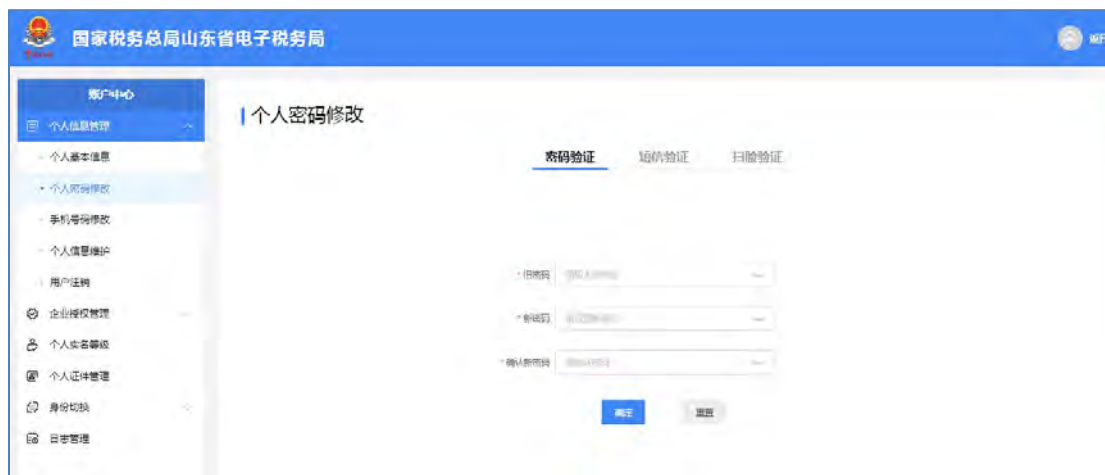 国家税务总局山东省电子税务局
账户中心
个人信息管理
个人基本信息
个人密码修改
手机号码修改
个人信息维护
用户注销
企业授权管理
个人实名等级
个人证件管理
身份切换
日志管理
个人密码修改
密码验证 短信验证 扫脸验证
*旧密码
*新密码
*确认新密码
确定 重置